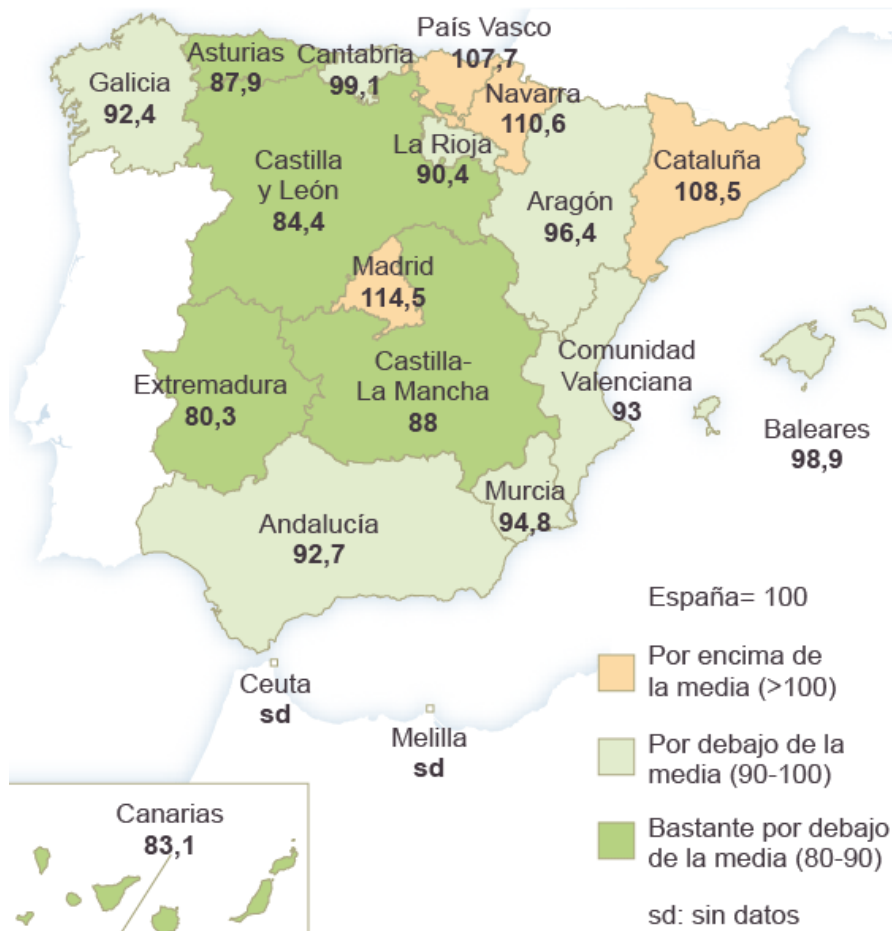 País Vasco
107,7
Asturias
87,9
Cantabria
99,1
Galicia
92,4
Navarra
110,6
La Rioja
90,4
Castilla
y León
84,4
Cataluña
108,5
Aragón
96,4
Madrid
114,5
Comunidad
Valenciana
93
Castilla-
La Mancha
88
Extremadura
80,3
Baleares
98,9
Murcia
94,8
Andalucía
92,7
Ceuta
sd
Melilla
sd
Canarias
83,1
España= 100
Por encima de
la media (>100)
Por debajo de la
media (90-100)
Bastante por debajo
de la media (80-90)
sd: sin datos